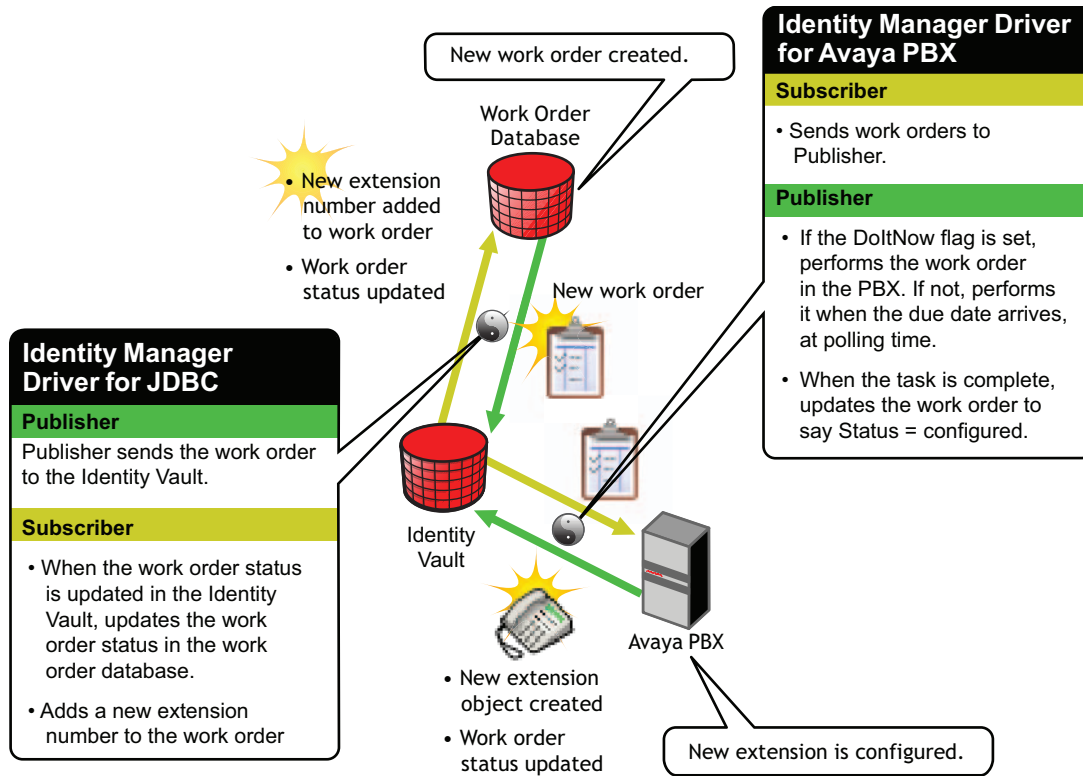 New work order created.
Work Order
Database
• New extension
number added
to work order
• Work order
status updated
New work order
Identity Manager
Driver for JDBC
Publisher
Publisher sends the work order
to the Identity Vault.
Subscriber
• When the work order status
is updated in the Identity
Vault, updates the work
order status in the work
order database.
• Adds a new extension
number to the work order
Identity
Vault
Identity Manager Driver
for Avaya PBX
Subscriber
• Sends work orders to
Publisher.
Publisher
• If the DoItNow flag is set,
performs the work order
in the PBX. If not, performs
it when the due date arrives,
at polling time.
• When the task is complete,
updates the work order to
say Status = configured.
Avaya PBX
• New extension
object created
• Work order
status updated
New extension is configured.